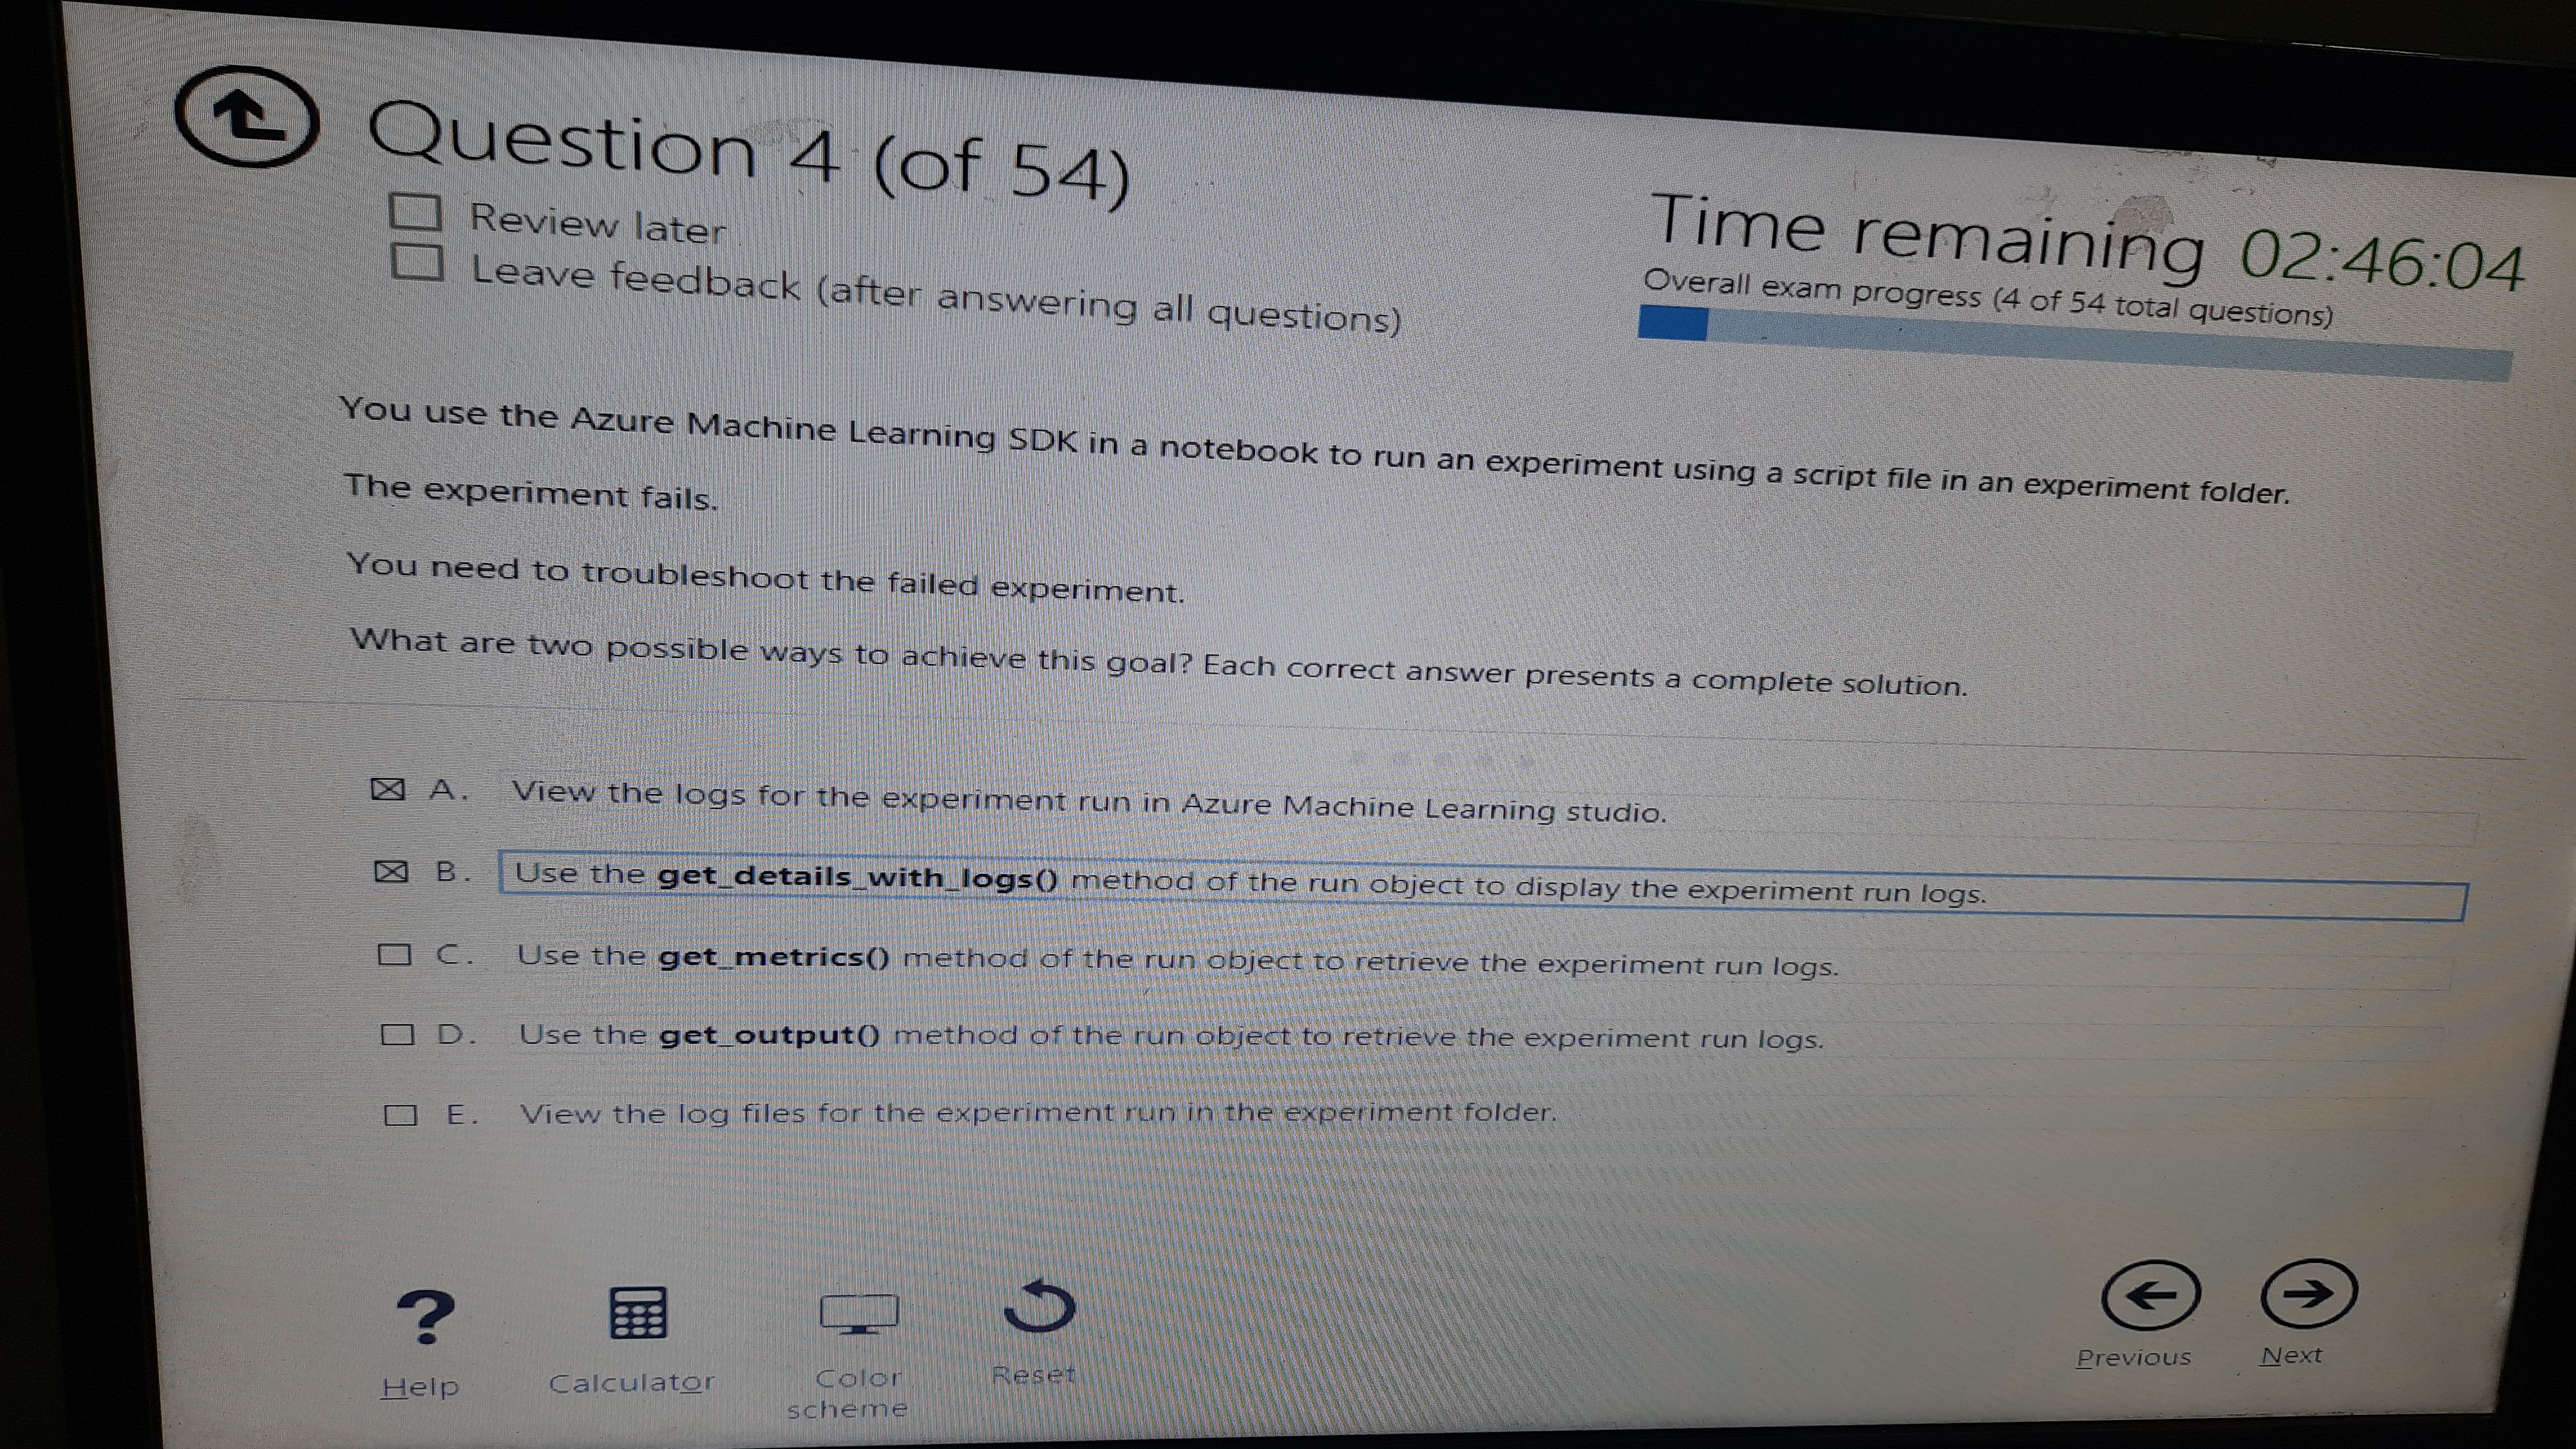 Question 4 (of 54)
Time remaining 02:46:04
Review later
Leave feedback (after answering all questions)
Overall exam progress (4 of 54 total questions)
You use the Azure Machine Learning SDK in a notebook to run an experiment using a script file in an experiment folder.
The experiment fails.
You need to troubleshoot the failed experiment.
What are two possible ways to achieve this goal? Each correct answer presents a complete solution.
A. View the logs for the experiment run in Azure Machine Learning studio.
B. Use the get_details_with_logs() method of the run object to display the experiment run logs.
C. Use the get_metrics() method of the run object to retrieve the experiment run logs.
D. Use the get_output() method of the run object to retrieve the experiment run logs.
E. View the log files for the experiment run in the experiment folder.
?
Help
Calculator
Color
scheme
Reset
Previous
Next